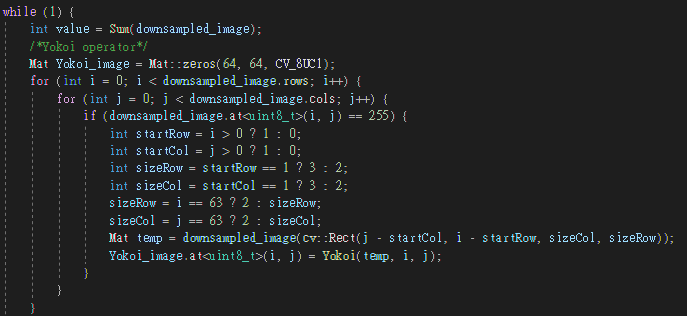 while (1) {
int value = Sum(downsampled_image);
/*Yokoi operator*/
Mat Yokoi_image = Mat::zeros(64, 64, CV_8UC1);
for (int i = 0; i < downsampled_image.rows; i++) {
for (int j = 0; j < downsampled_image.cols; j++) {
if (downsampled_image.at<uint8_t>(i, j) == 255) {
int startRow = i > 0 ? 1 : 0;
int startCol = j > 0 ? 1 : 0;
int sizeRow = startRow == 1 ? 3 : 2;
int sizeCol = startCol == 1 ? 3 : 2;
sizeRow = i == 63 ? 2 : sizeRow;
sizeCol = j == 63 ? 2 : sizeCol;
Mat temp = downsampled_image(cv::Rect(j - startCol, i - startRow, sizeCol, sizeRow));
Yokoi_image.at<uint8_t>(i, j) = Yokoi(temp, i, j);
}
}
}